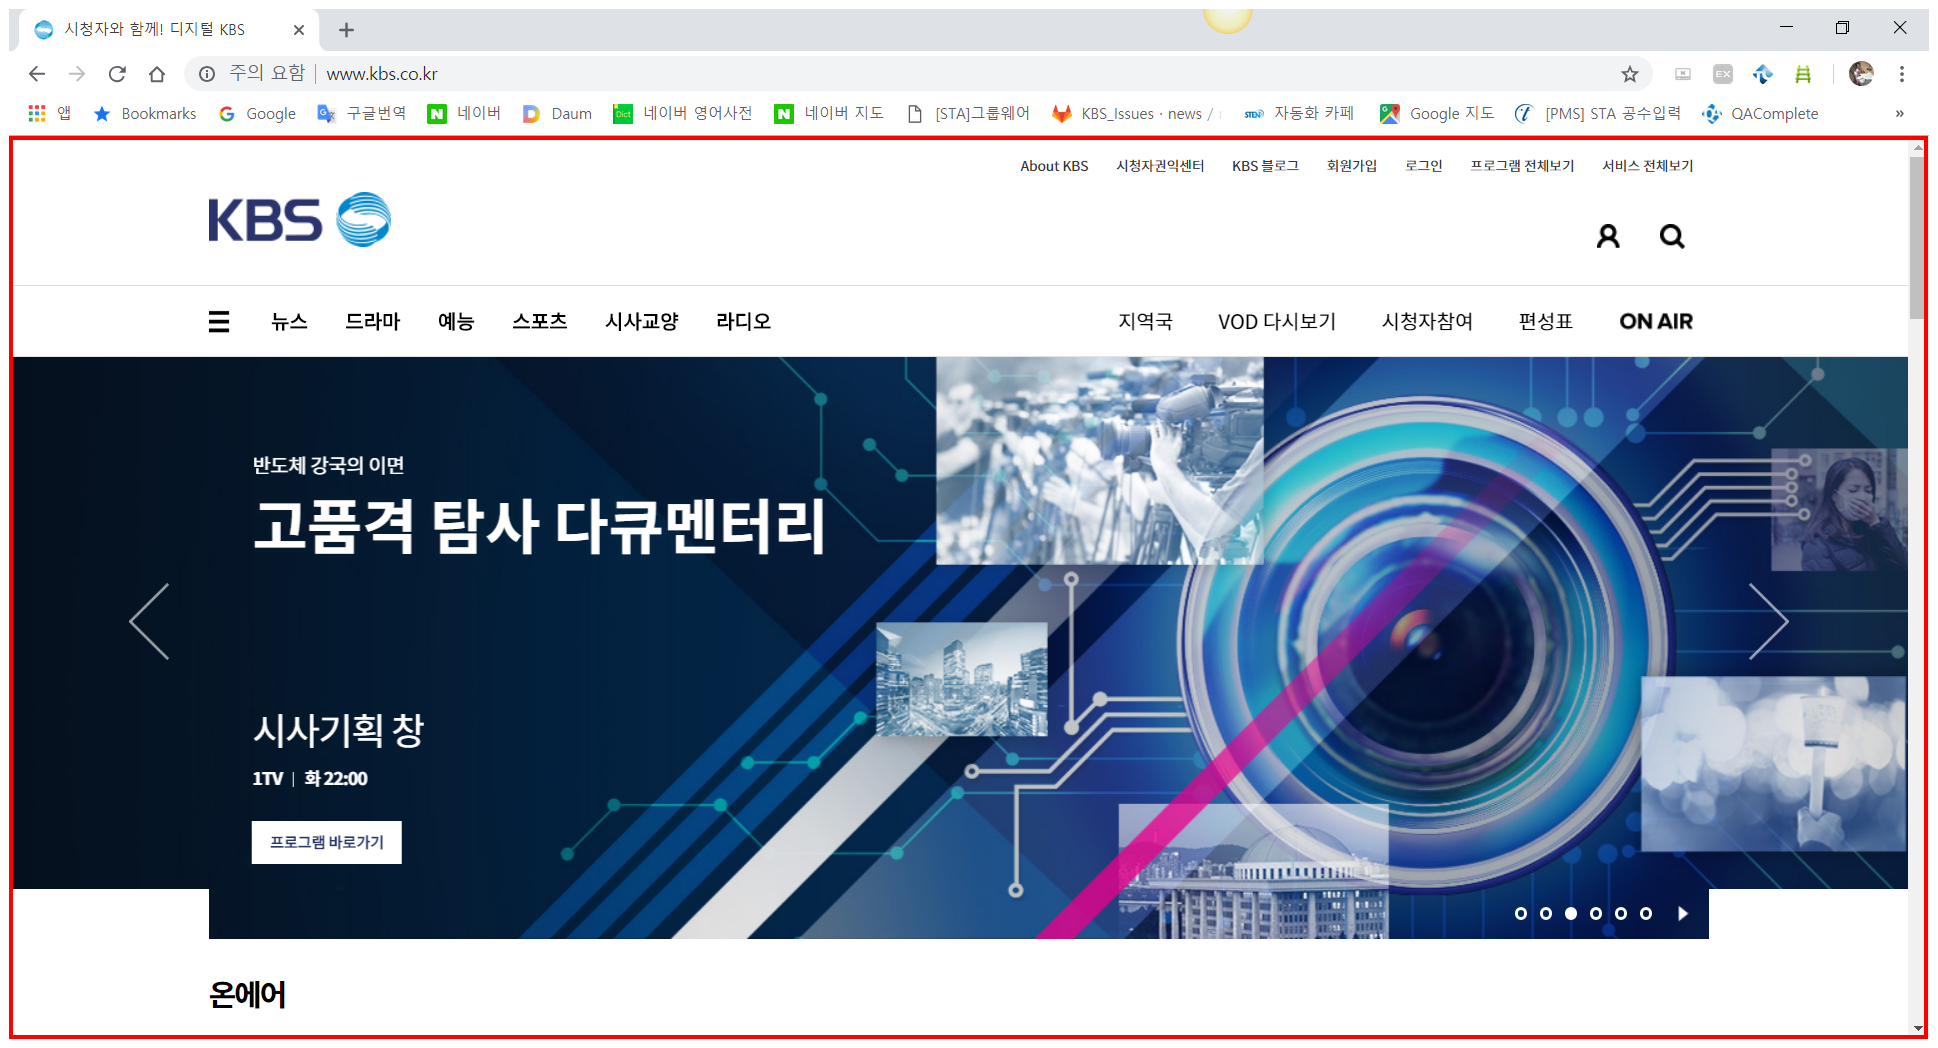 시청자와 함께! 디지털 KBS
주의 요함 www.kbs.co.kr
앱 Bookmarks Google 구글번역 네이버 Daum 네이버 영어사전 네이버 지도 [STA]그룹웨어 KBS_Issues · news / 자동화 카페 Google 지도 [PMS] STA 공수입력 QAComplete »
About KBS 시청자권익센터 KBS 블로그 회원가입 로그인 프로그램 전체보기 서비스 전체보기
KBS
뉴스 드라마 예능 스포츠 시사교양 라디오 지역국 VOD 다시보기 시청자참여 편성표 ON AIR
반도체 강국의 이면
고품격 탐사 다큐멘터리
시사기획 창
1TV | 화 22:00
프로그램 바로가기
온에어